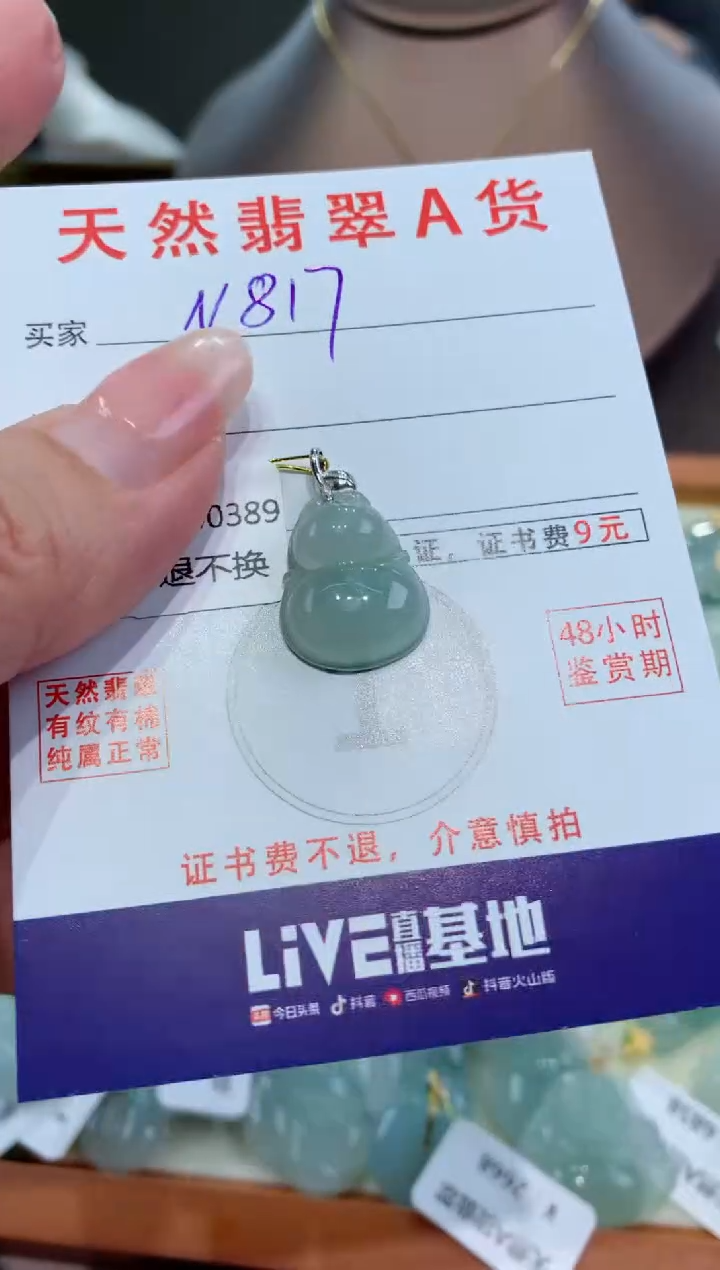 天然翡翠A货
买家 N817
0389
退不换
证，证书费9元
48小时
鉴赏期
天然翡翠
有纹有棉
纯属正常
证书费不退，介意慎拍
LiVE直播基地
今日头条 抖音 西瓜视频 抖音火山版